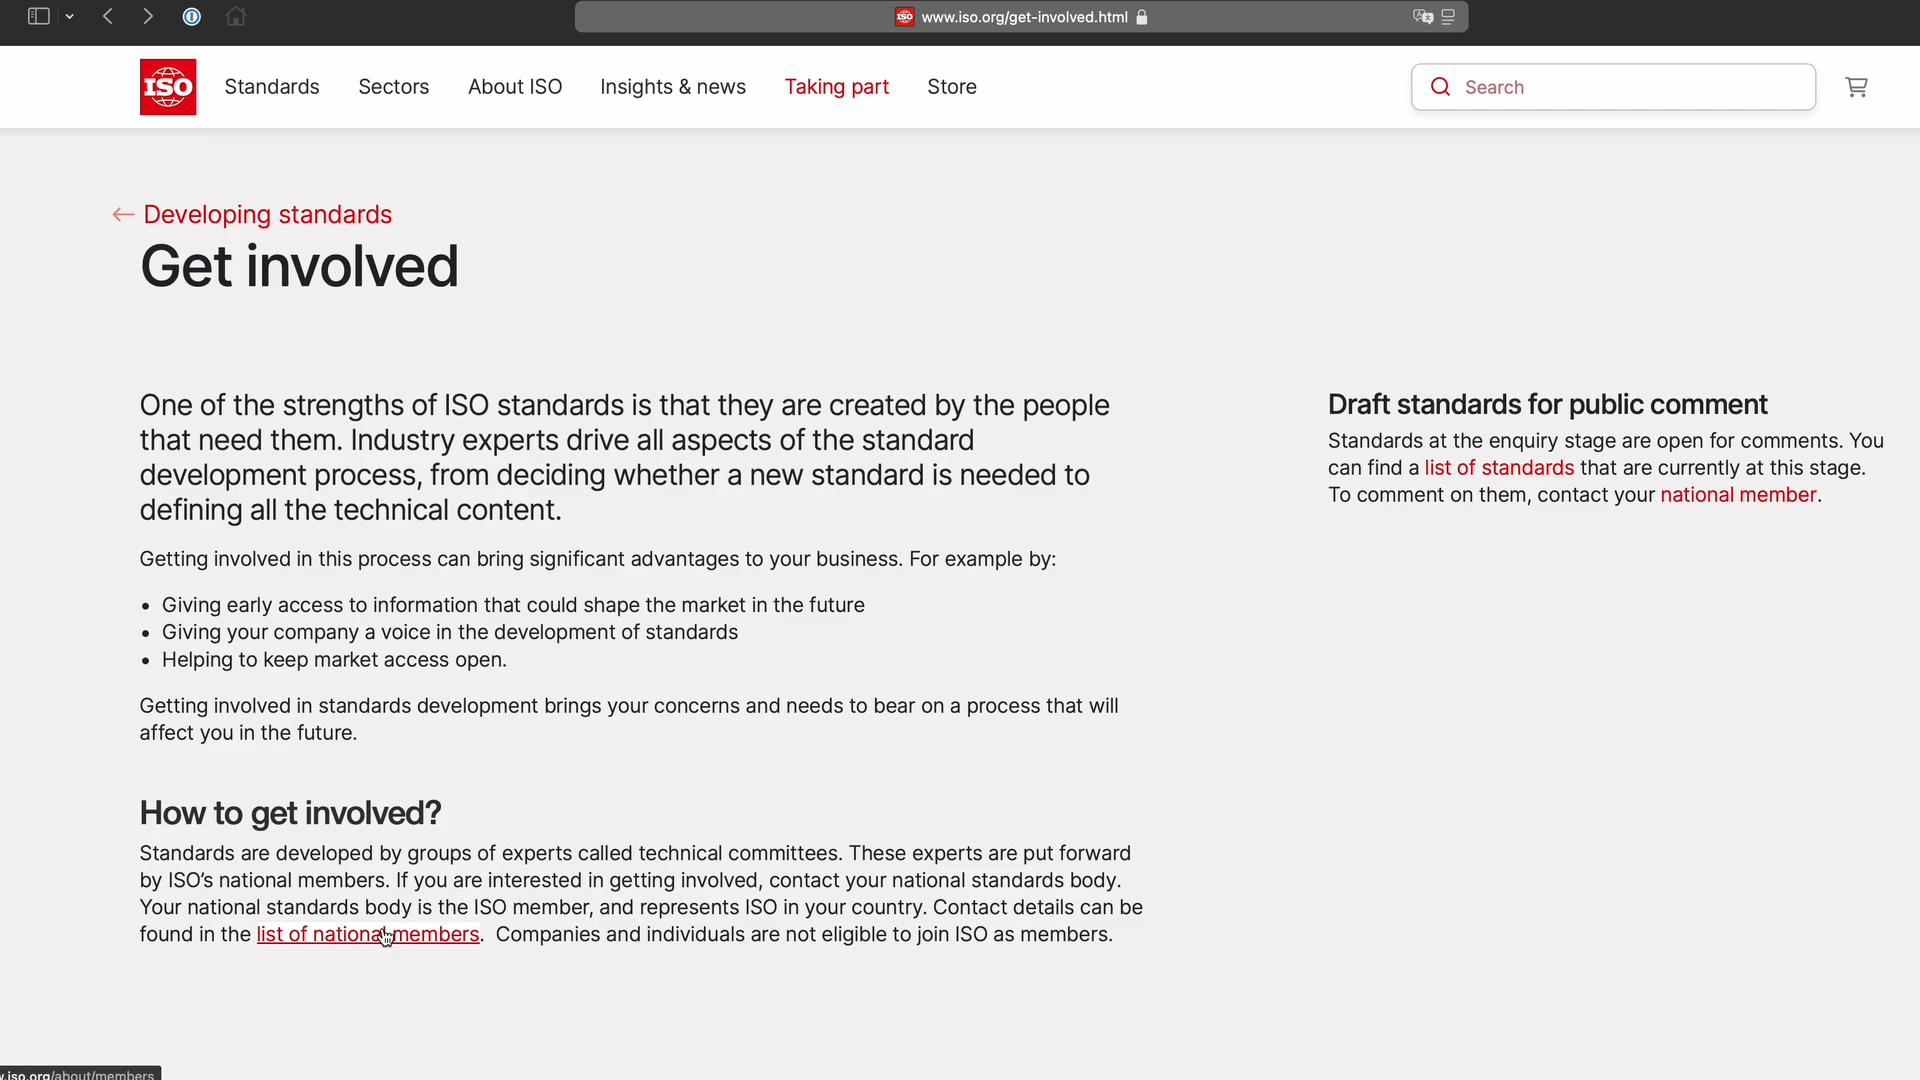 www.iso.org/get-involved.html
ISO
Standards
Sectors
About ISO
Insights & news
Taking part
Store
Search
← Developing standards
Get involved
One of the strengths of ISO standards is that they are created by the people
that need them. Industry experts drive all aspects of the standard
development process, from deciding whether a new standard is needed to
defining all the technical content.
Getting involved in this process can bring significant advantages to your business. For example by:
• Giving early access to information that could shape the market in the future
• Giving your company a voice in the development of standards
• Helping to keep market access open.
Getting involved in standards development brings your concerns and needs to bear on a process that will
affect you in the future.
How to get involved?
Standards are developed by groups of experts called technical committees. These experts are put forward
by ISO’s national members. If you are interested in getting involved, contact your national standards body.
Your national standards body is the ISO member, and represents ISO in your country. Contact details can be
found in the list of national members. Companies and individuals are not eligible to join ISO as members.
Draft standards for public comment
Standards at the enquiry stage are open for comments. You
can find a list of standards that are currently at this stage.
To comment on them, contact your national member.
w.iso.org/about/members